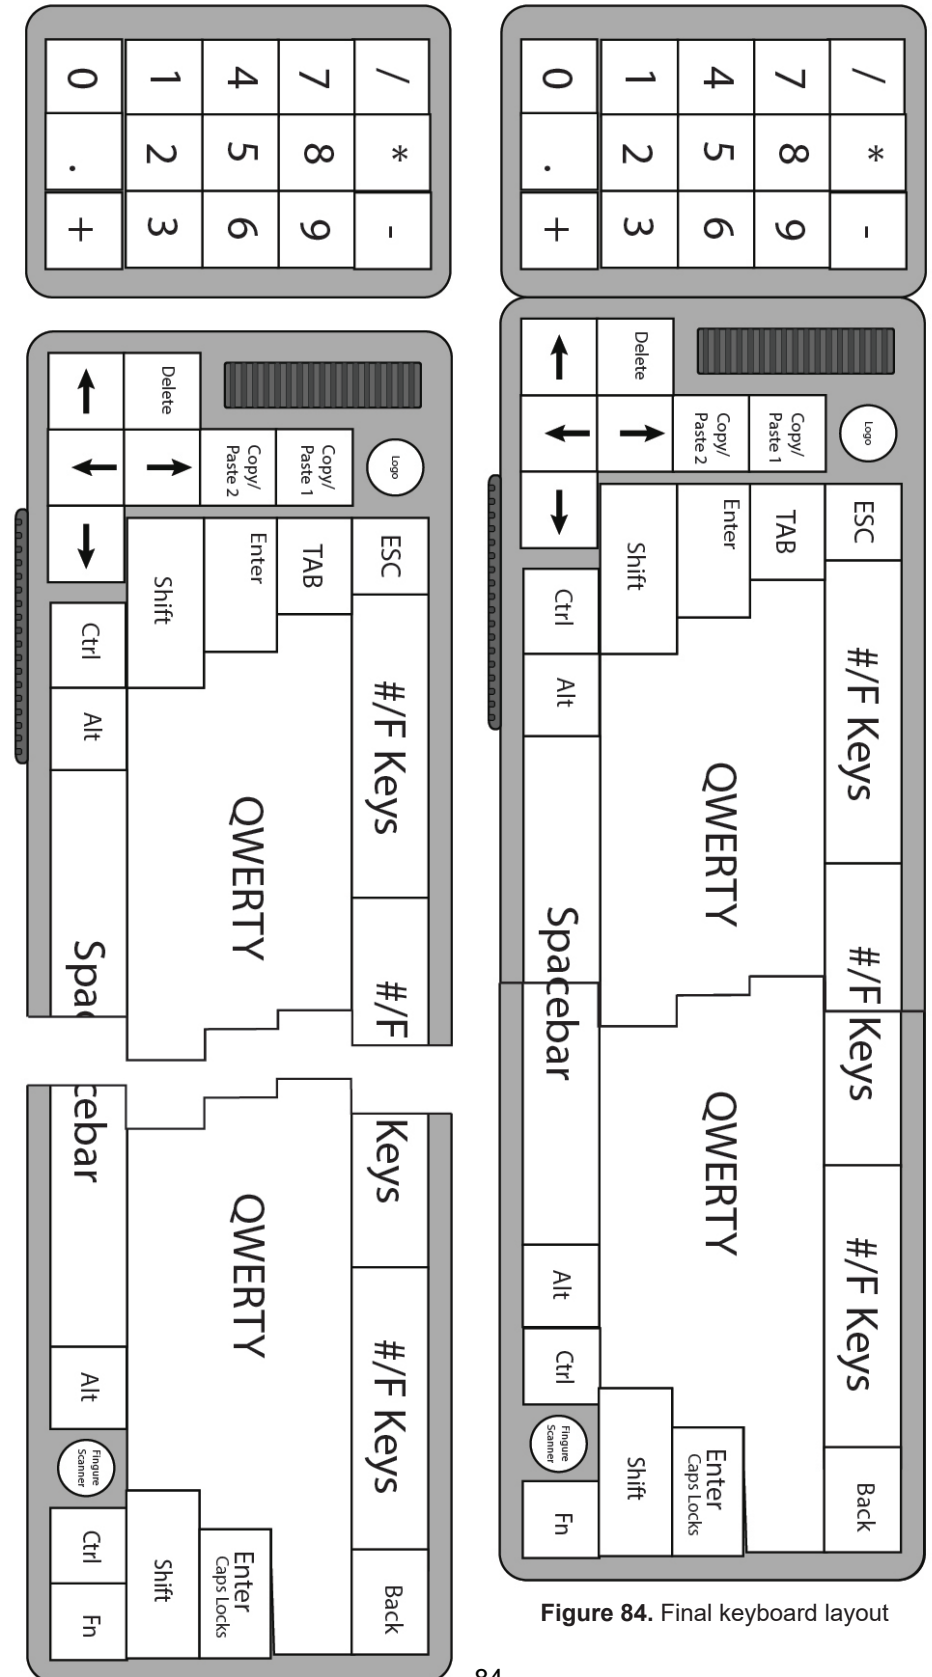 / * -
7 8 9
4 5 6
1 2 3
0 . +
Logo
Copy/
Paste 1
Copy/
Paste 2
Delete
ESC #/F Keys #/F
TAB
Enter
QWERTY
Shift
Ctrl Alt Spac
Keys #/F Keys Back
QWERTY
Enter
Caps Locks
Shift
cebar Alt
Fingure
Scanner
Ctrl Fn
/ * -
7 8 9
4 5 6
1 2 3
0 . +
Logo
Copy/
Paste 1
Copy/
Paste 2
Delete
ESC #/F Keys #/F Keys #/F Keys Back
TAB
Enter
QWERTY QWERTY
Enter
Caps Locks
Shift Shift
Ctrl Alt Spacebar Alt Ctrl
Fingure
Scanner
Fn
Figure 84. Final keyboard layout
84